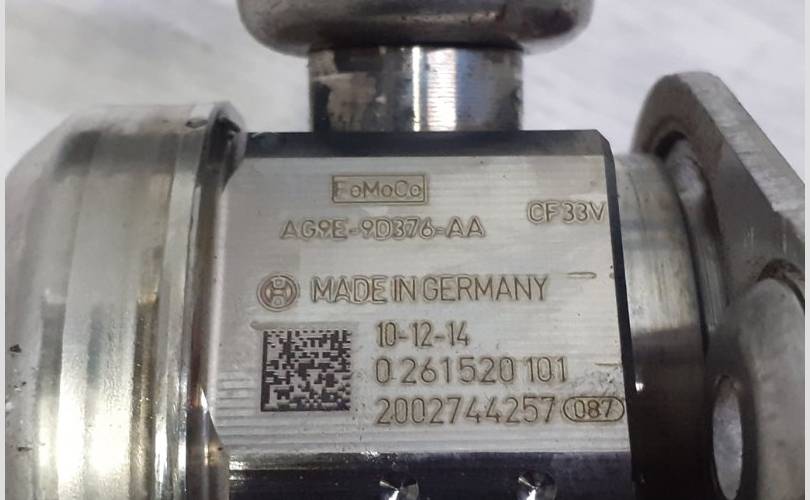 FoMoCo
CF33V
AG9E-9D376-AA
MADE IN GERMANY
10-12-14
0 261 520 101
2002744257 087